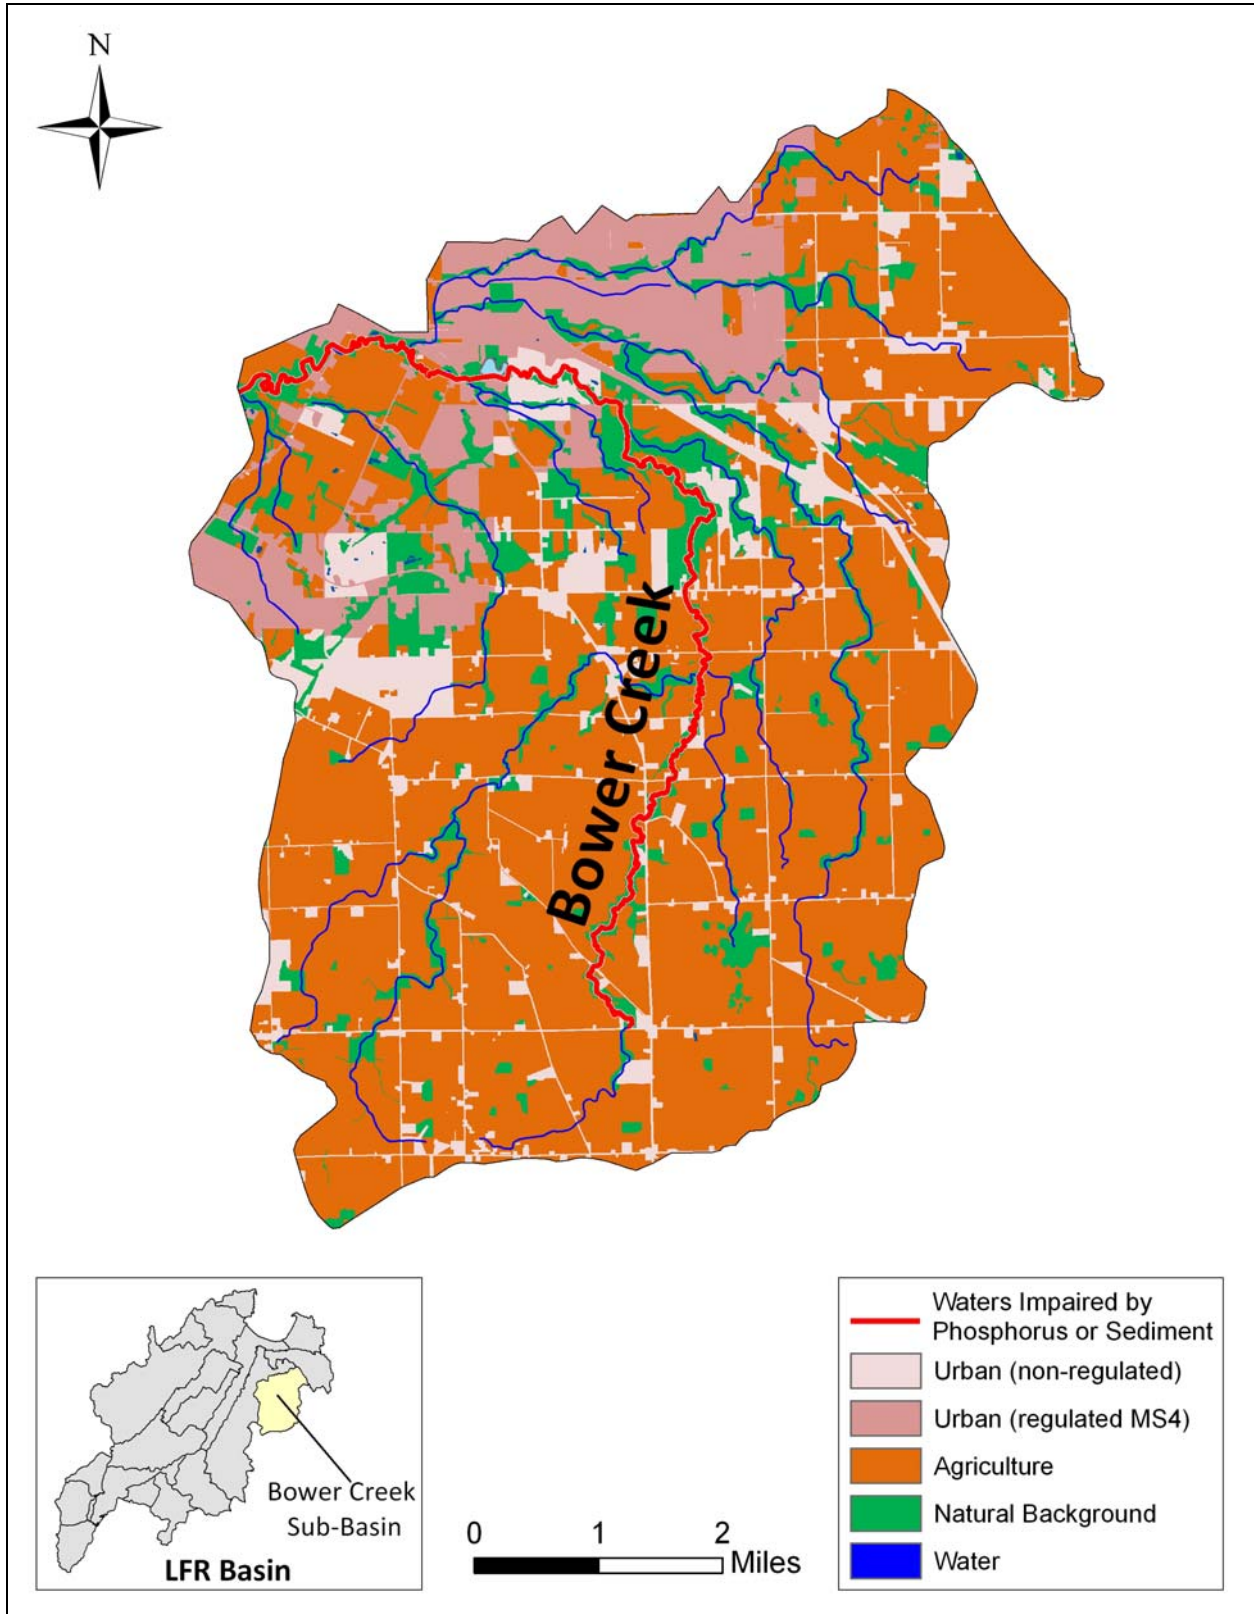 N
Bower Creek
Bower Creek
Sub-Basin
LFR Basin
0 1 2
Miles
Waters Impaired by
Phosphorus or Sediment
Urban (non-regulated)
Urban (regulated MS4)
Agriculture
Natural Background
Water